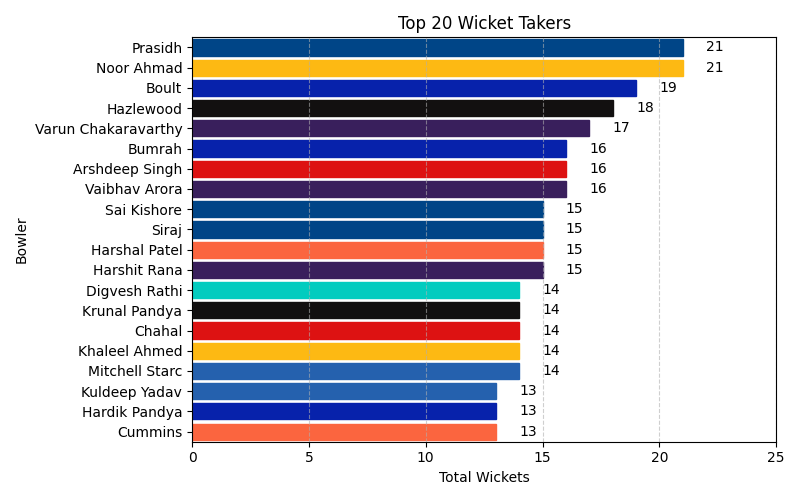 Top 20 Wicket Takers
Prasidh 21
Noor Ahmad 21
Boult 19
Hazlewood 18
Varun Chakaravarthy 17
Bumrah 16
Arshdeep Singh 16
Vaibhav Arora 16
Sai Kishore 15
Siraj 15
Harshal Patel 15
Harshit Rana 15
Digvesh Rathi 14
Krunal Pandya 14
Chahal 14
Khaleel Ahmed 14
Mitchell Starc 14
Kuldeep Yadav 13
Hardik Pandya 13
Cummins 13
Bowler
0 5 10 15 20 25
Total Wickets